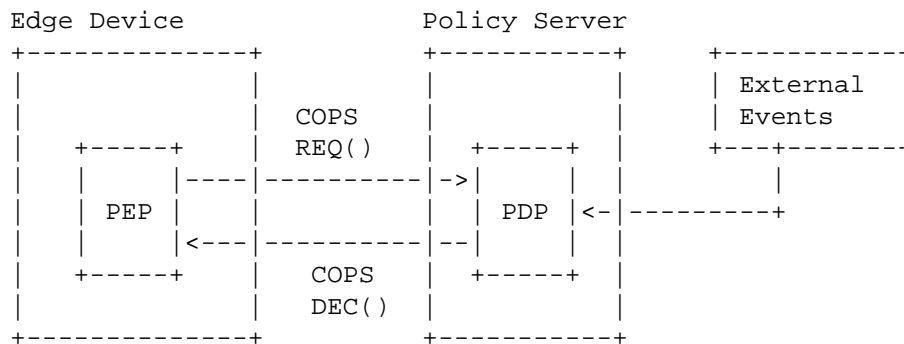 Edge Device Policy Server
External
Events
COPS
REQ()
PEP PDP
COPS
DEC()